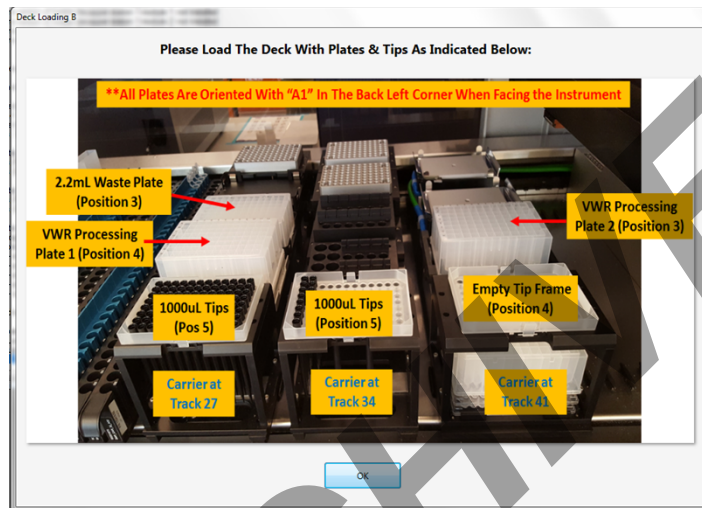 Deck Loading B
Please Load The Deck With Plates & Tips As Indicated Below:
**All Plates Are Oriented With “A1” In The Back Left Corner When Facing the Instrument
2.2mL Waste Plate
(Position 3)
VWR Processing
Plate 1 (Position 4)
VWR Processing
Plate 2 (Position 3)
1000uL Tips
(Pos 5)
1000uL Tips
(Position 5)
Empty Tip Frame
(Position 4)
Carrier at
Track 27
Carrier at
Track 34
Carrier at
Track 41
OK